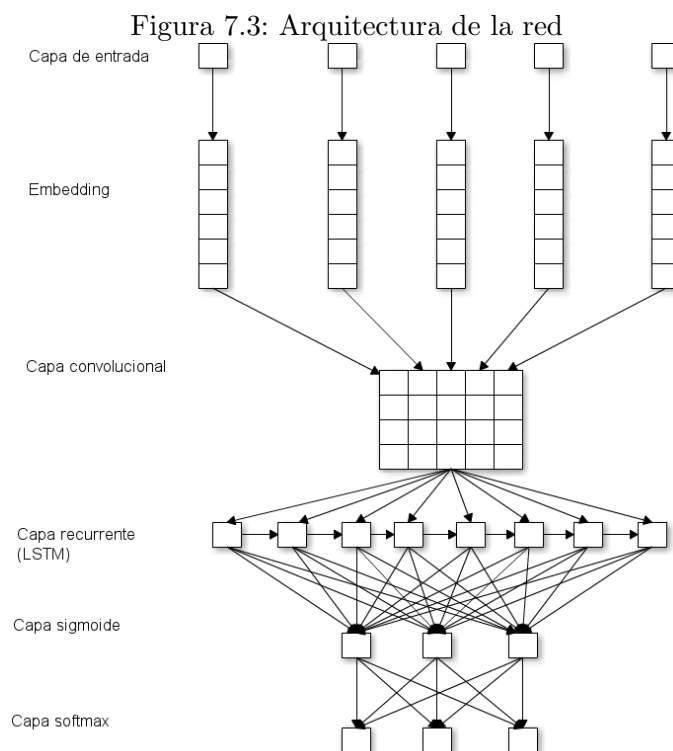 Figura 7.3: Arquitectura de la red
Capa de entrada
Embedding
Capa convolucional
Capa recurrente
(LSTM)
Capa sigmoide
Capa softmax